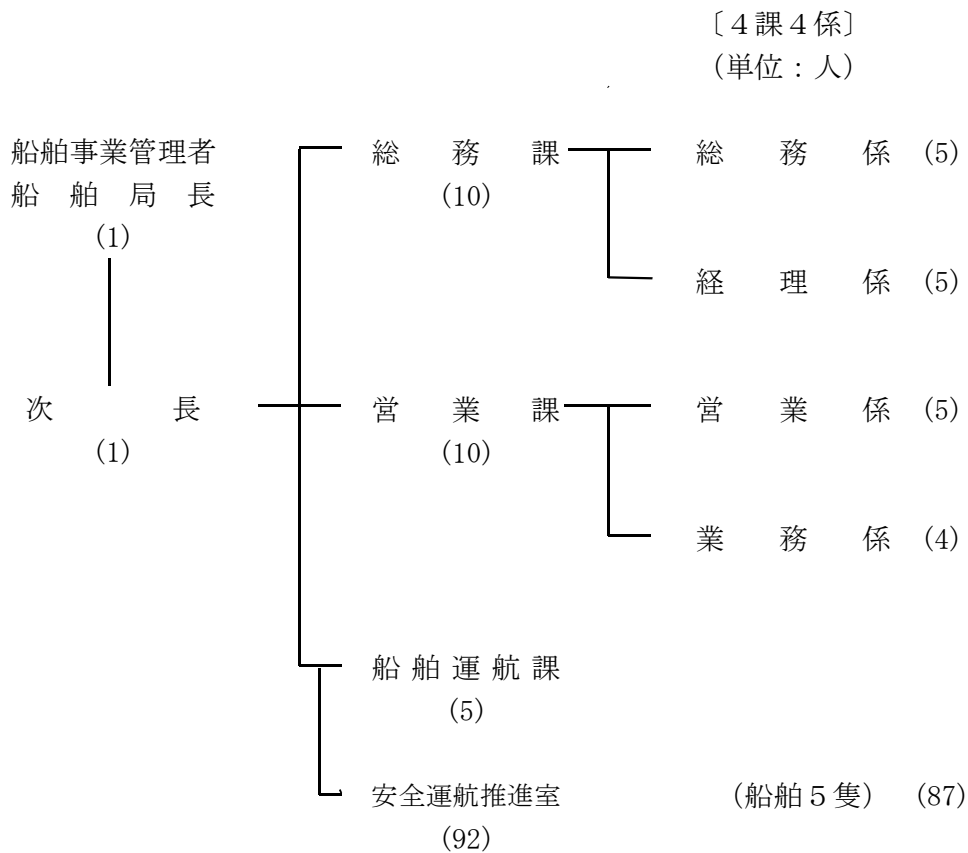 〔４課４係〕
（単位：人）
船舶事業管理者
船舶局長
(1)
総務課
(10)
総務係 (5)
経理係 (5)
次長
(1)
営業課
(10)
営業係 (5)
業務係 (4)
船舶運航課
(5)
安全運航推進室
(92)
（船舶５隻） (87)